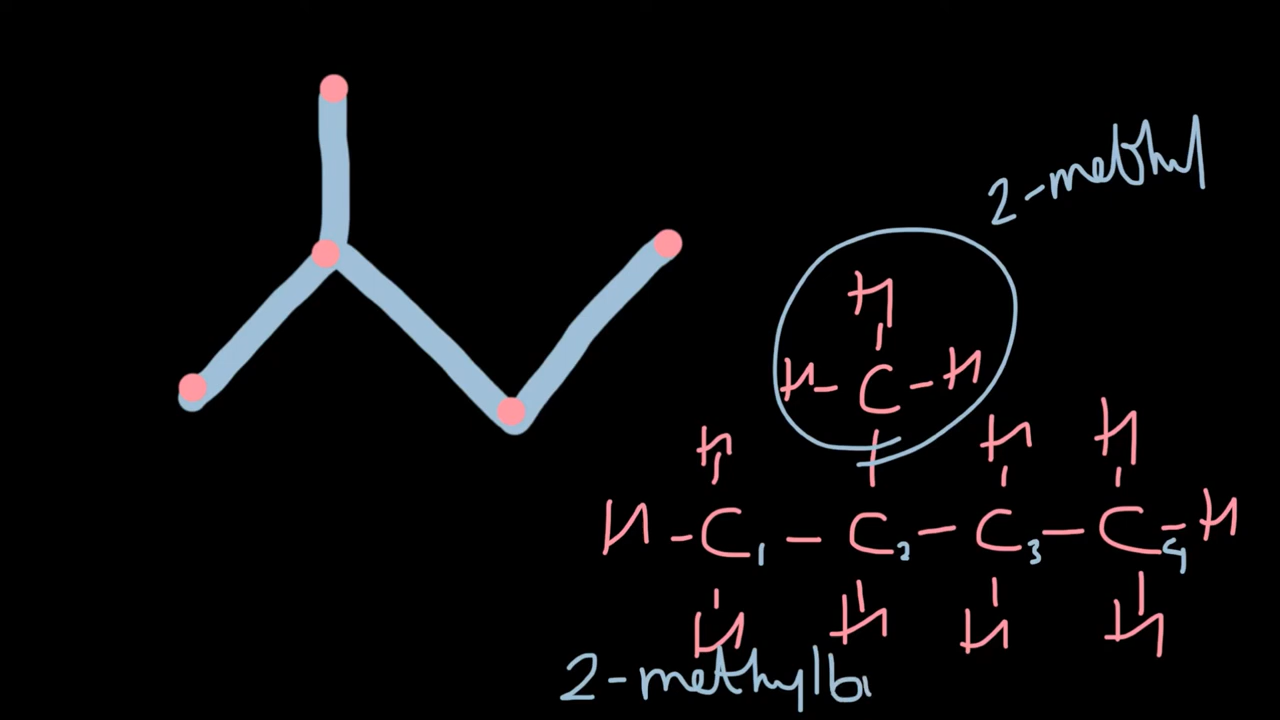 2-methyl
H
H-C-H
H H H
H-C1-C2-C3-C4-H
H H H H
2-methylbu